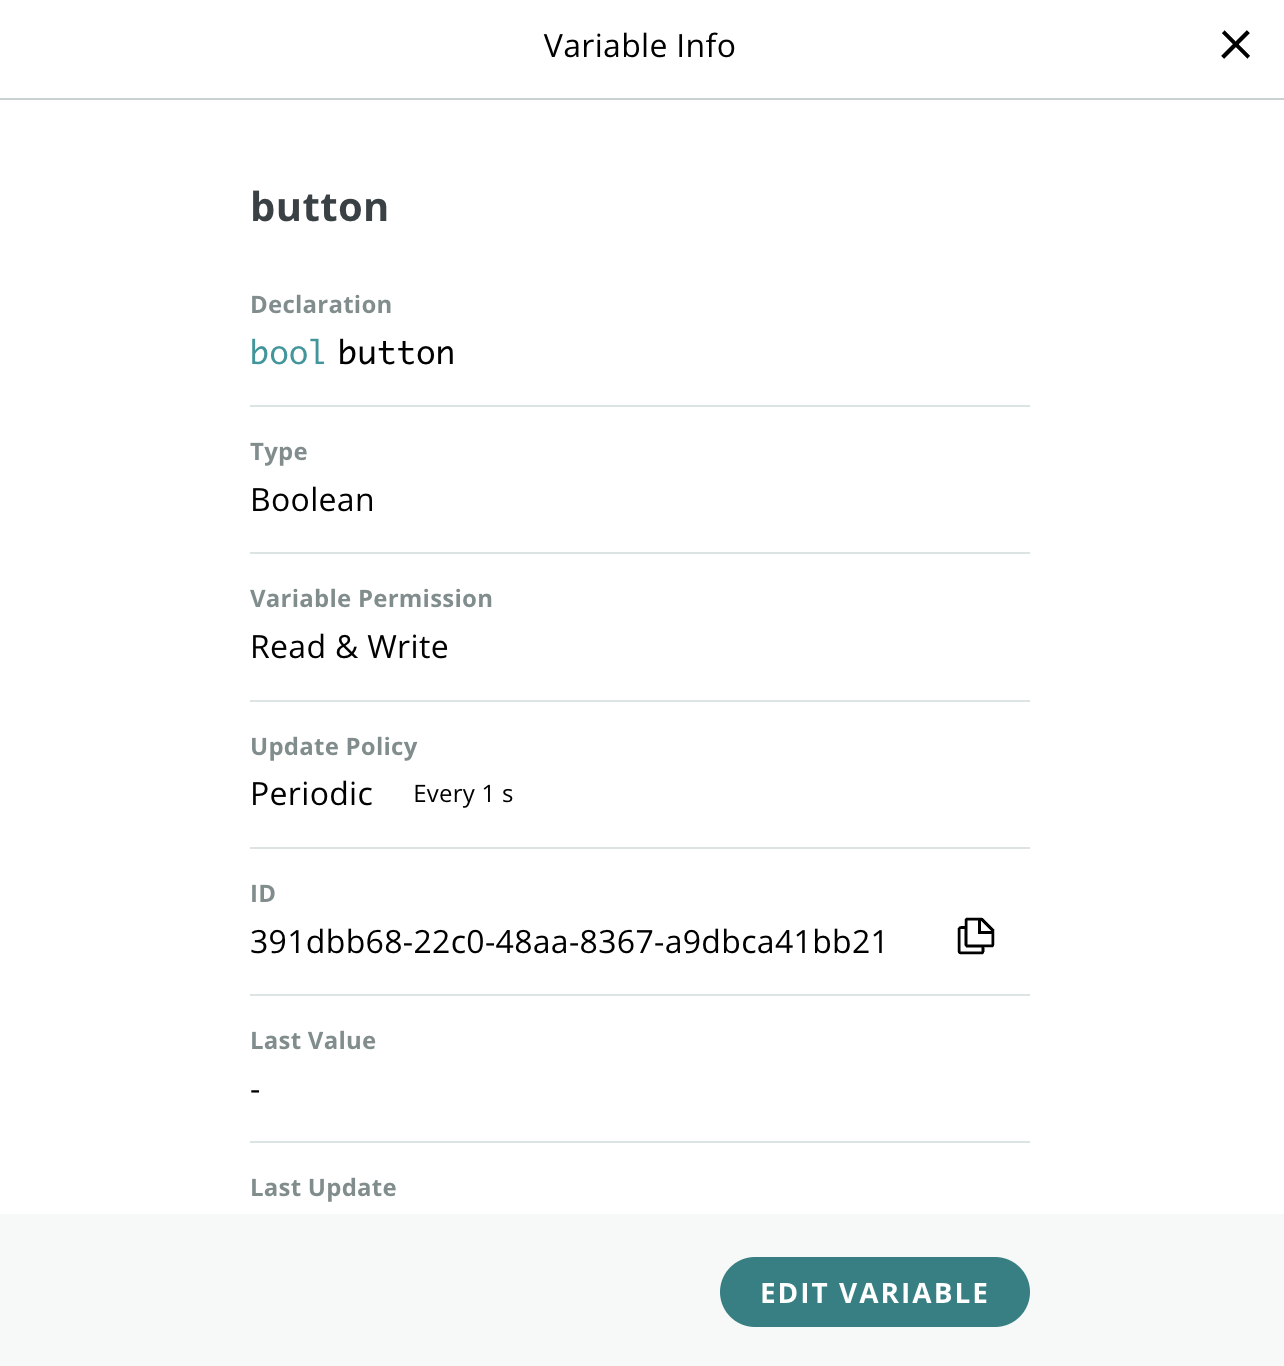 Variable Info
button
Declaration
bool button
Type
Boolean
Variable Permission
Read & Write
Update Policy
Periodic Every 1 s
ID
391dbb68-22c0-48aa-8367-a9dbca41bb21
Last Value
-
Last Update
EDIT VARIABLE